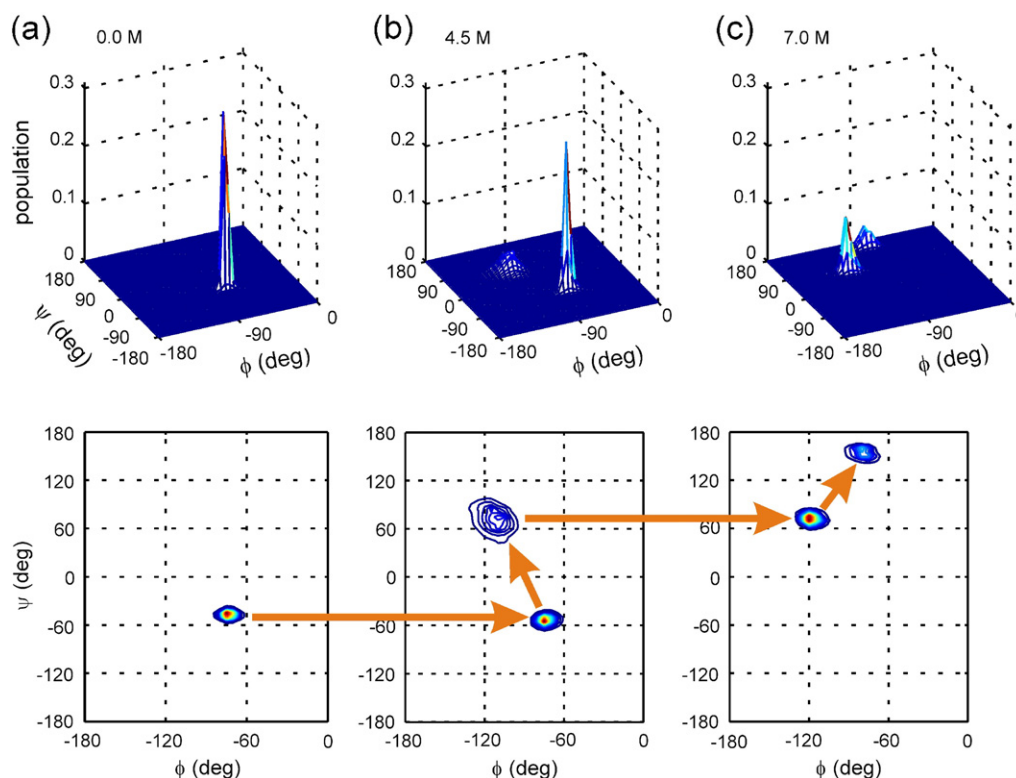 (a) 0.0 M (b) 4.5 M (c) 7.0 M
0.3 0.3 0.3
0.2 0.2 0.2
0.1 0.1 0.1
population
0 0 0
180 180 180
90 90 90
0 0 0
-90 -90 -90
-180 -180 -180
ψ (deg)
-180 -90 0 -180 -90 0 -180 -90 0
ϕ (deg) ϕ (deg) ϕ (deg)
180 180 180
120 120 120
60 60 60
0 0 0
-60 -60 -60
-120 -120 -120
-180 -180 -180
ψ (deg)
-180 -120 -60 0 -180 -120 -60 0 -180 -120 -60 0
ϕ (deg) ϕ (deg) ϕ (deg)